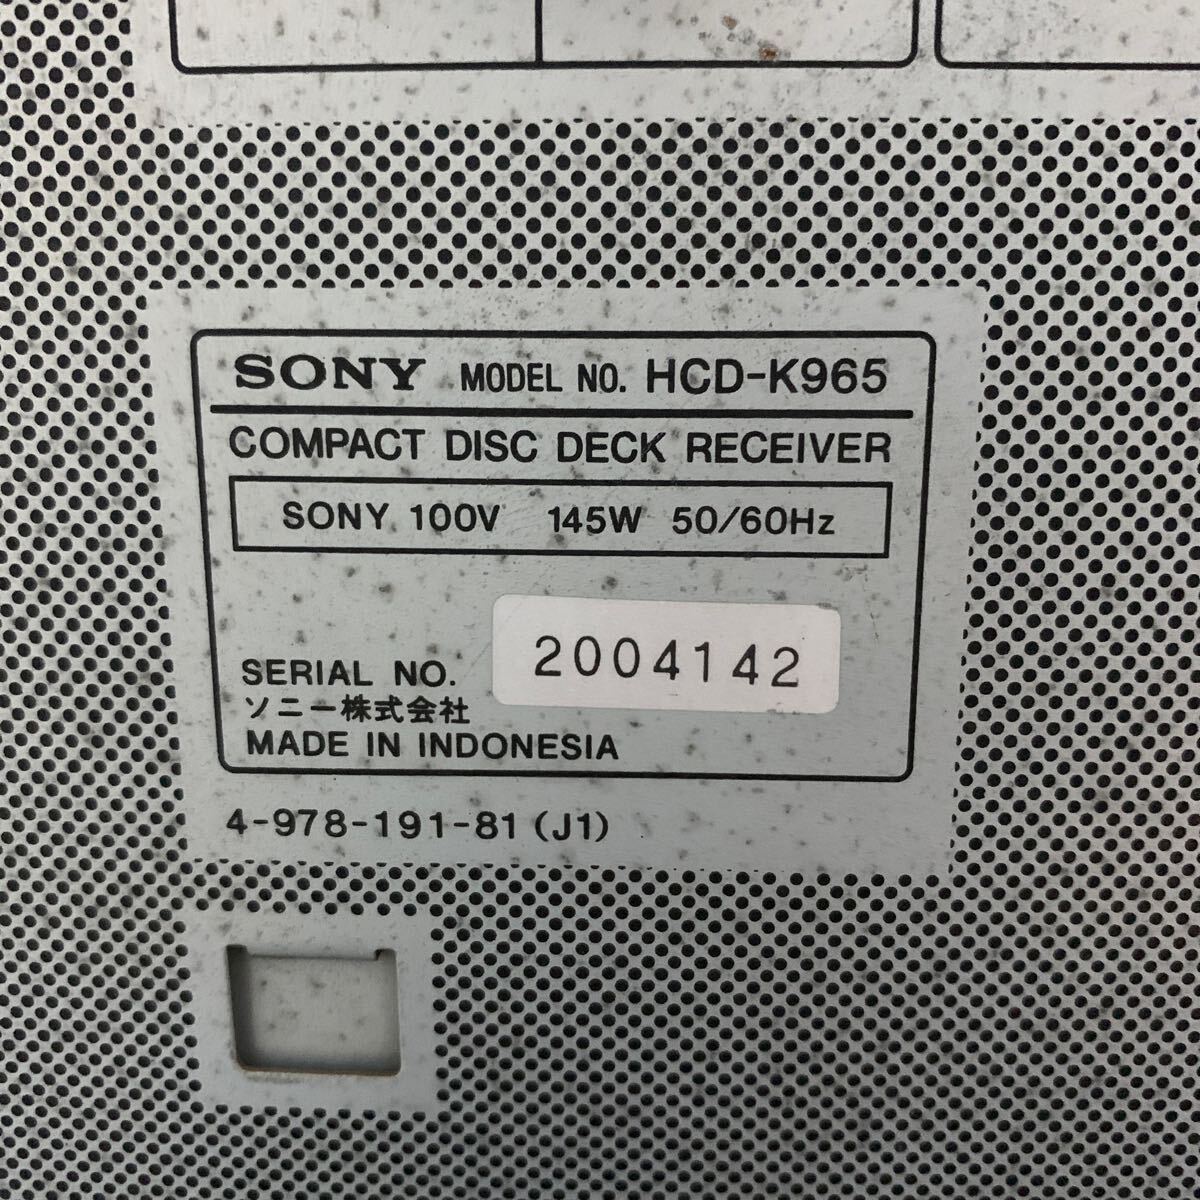 SONY MODEL NO. HCD-K965
COMPACT DISC DECK RECEIVER
SONY 100V 145W 50/60Hz
SERIAL NO. 2004142
ソニー株式会社
MADE IN INDONESIA
4-978-191-81 (J1)